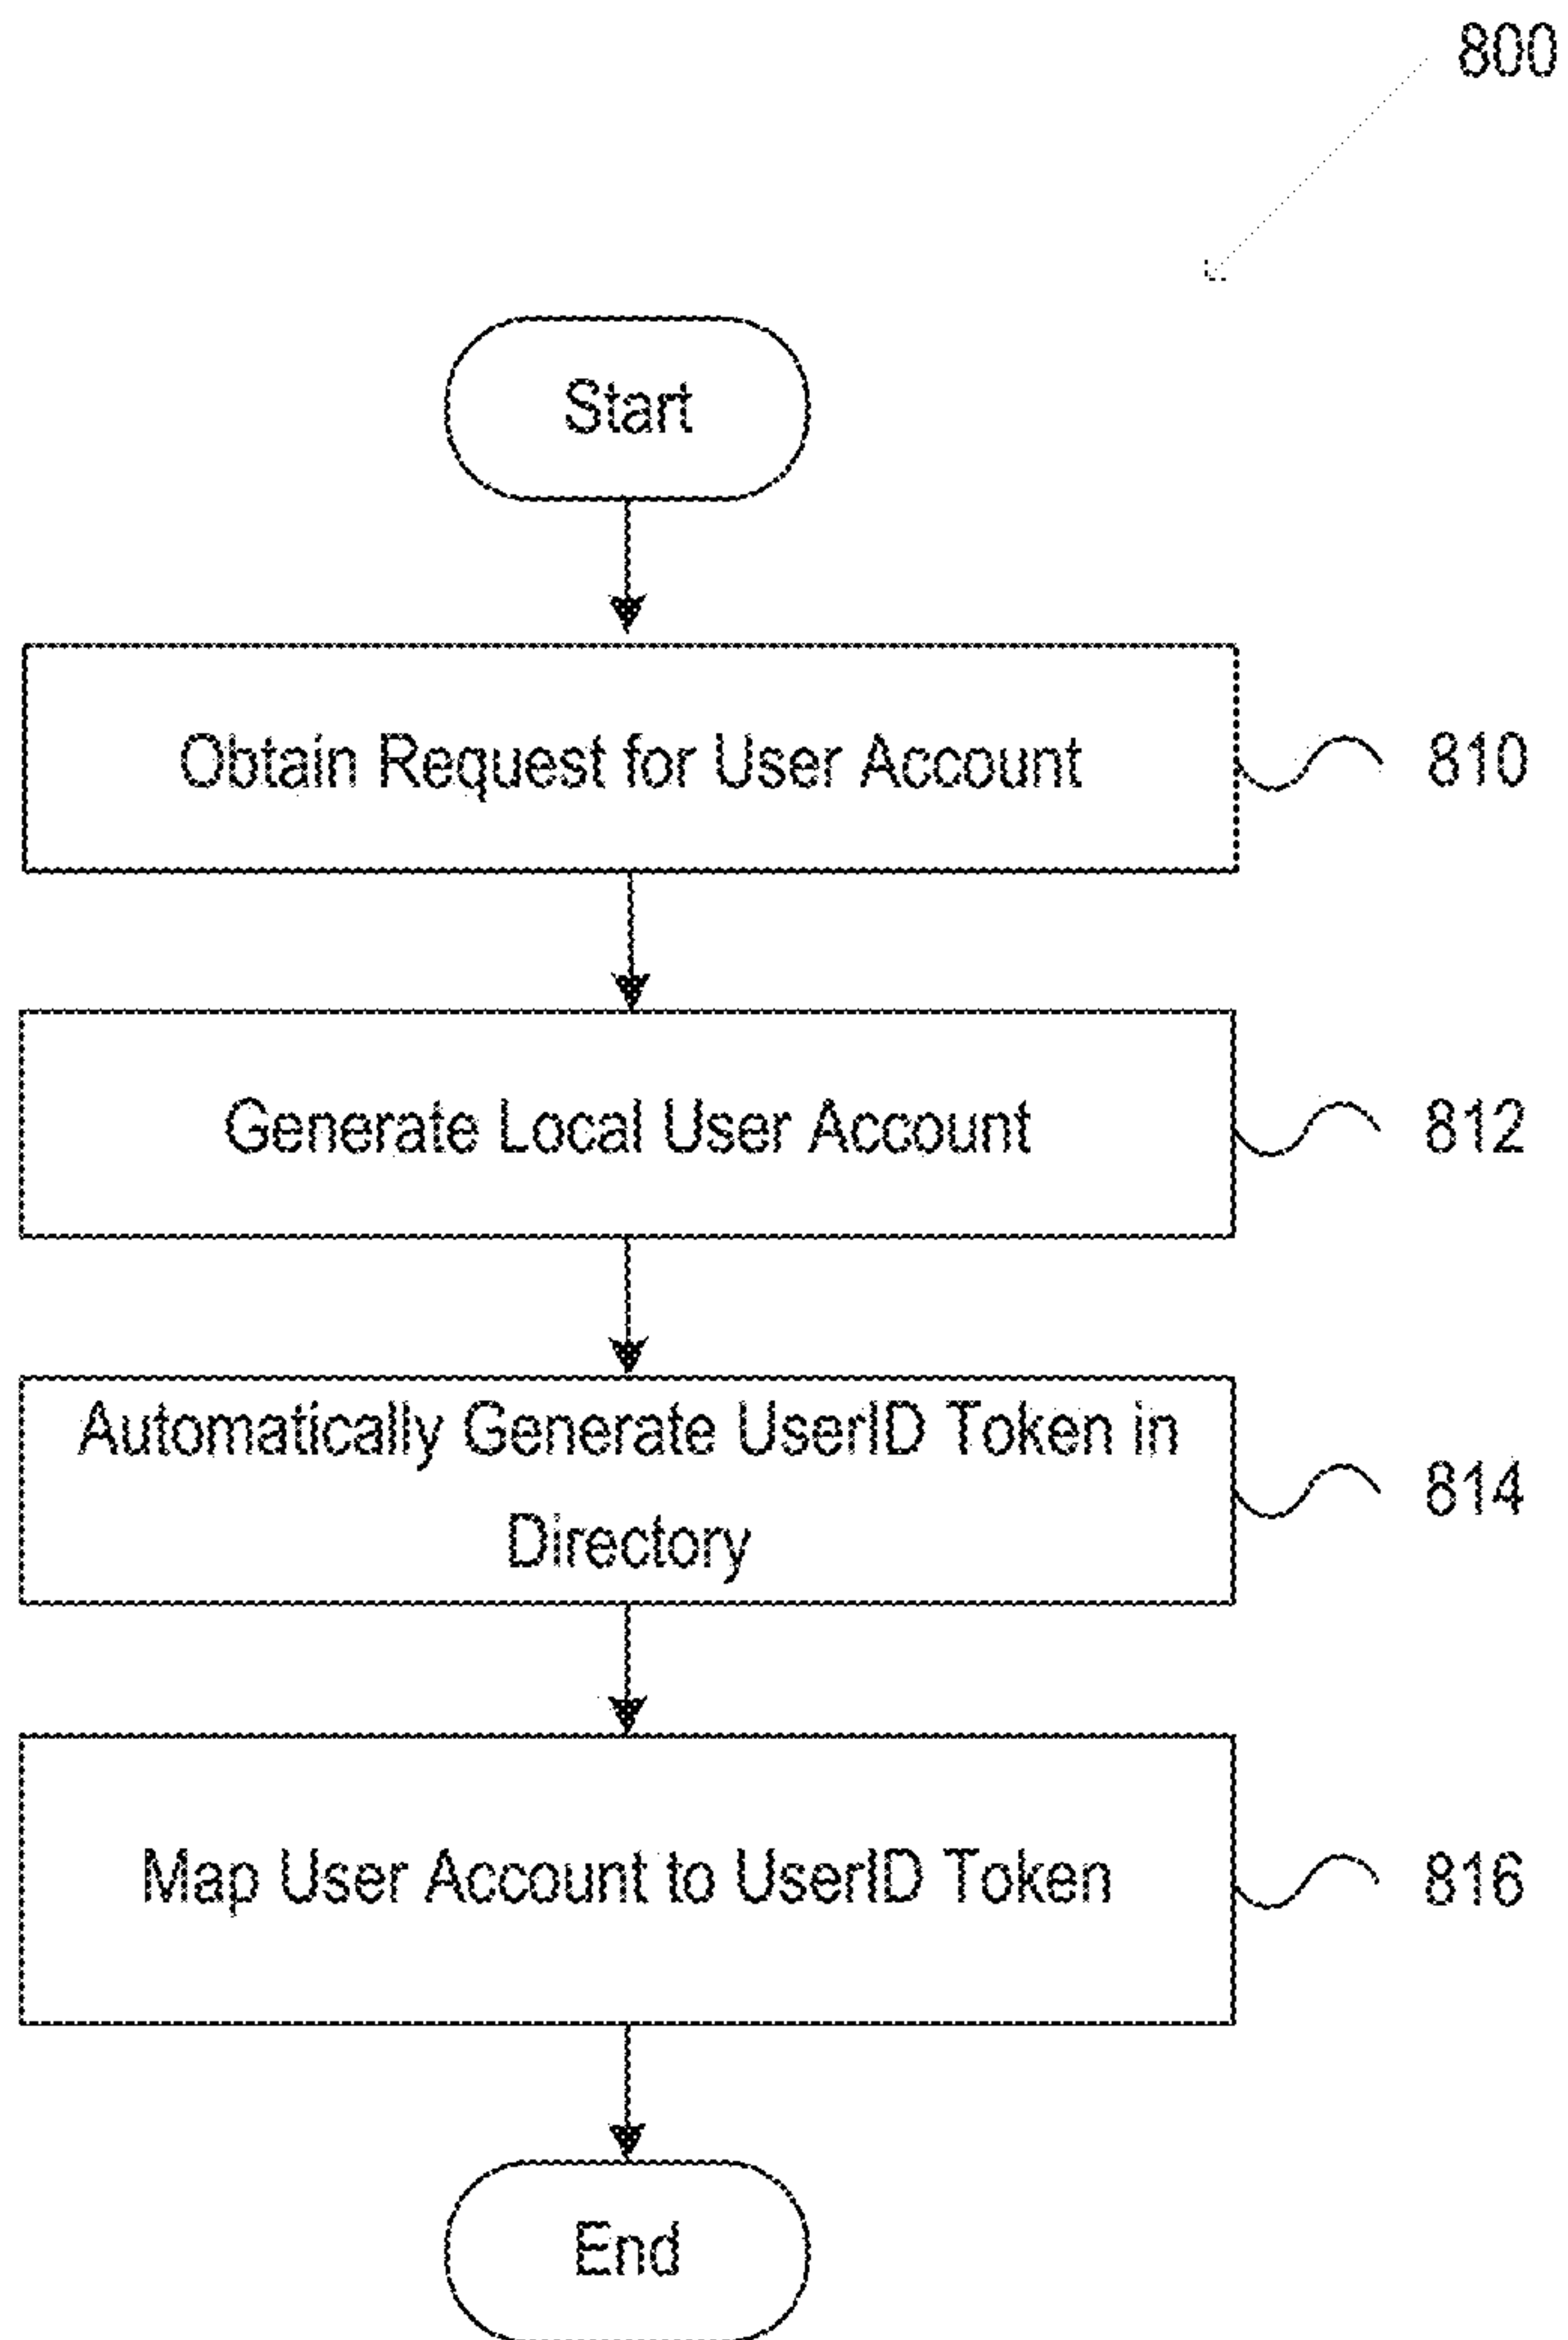 800
Start
Obtain Request for User Account
810
Generate Local User Account
812
Automatically Generate UserID Token in
Directory
814
Map User Account to UserID Token
816
End